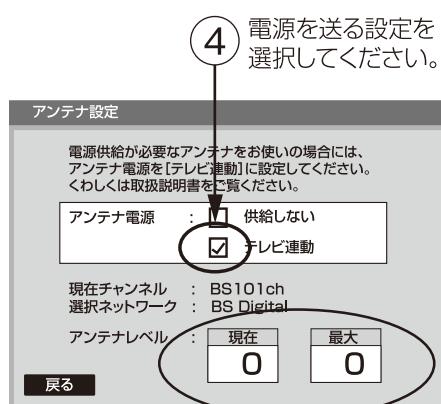 ④ 電源を送る設定を
選択してください。
アンテナ設定
電源供給が必要なアンテナをお使いの場合には、
アンテナ電源を[テレビ連動]に設定してください。
くわしくは取扱説明書をご覧ください。
アンテナ電源 : 供給しない
テレビ連動
現在チャンネル : BS101ch
選択ネットワーク : BS Digital
アンテナレベル : 現在 最大
0 0
戻る